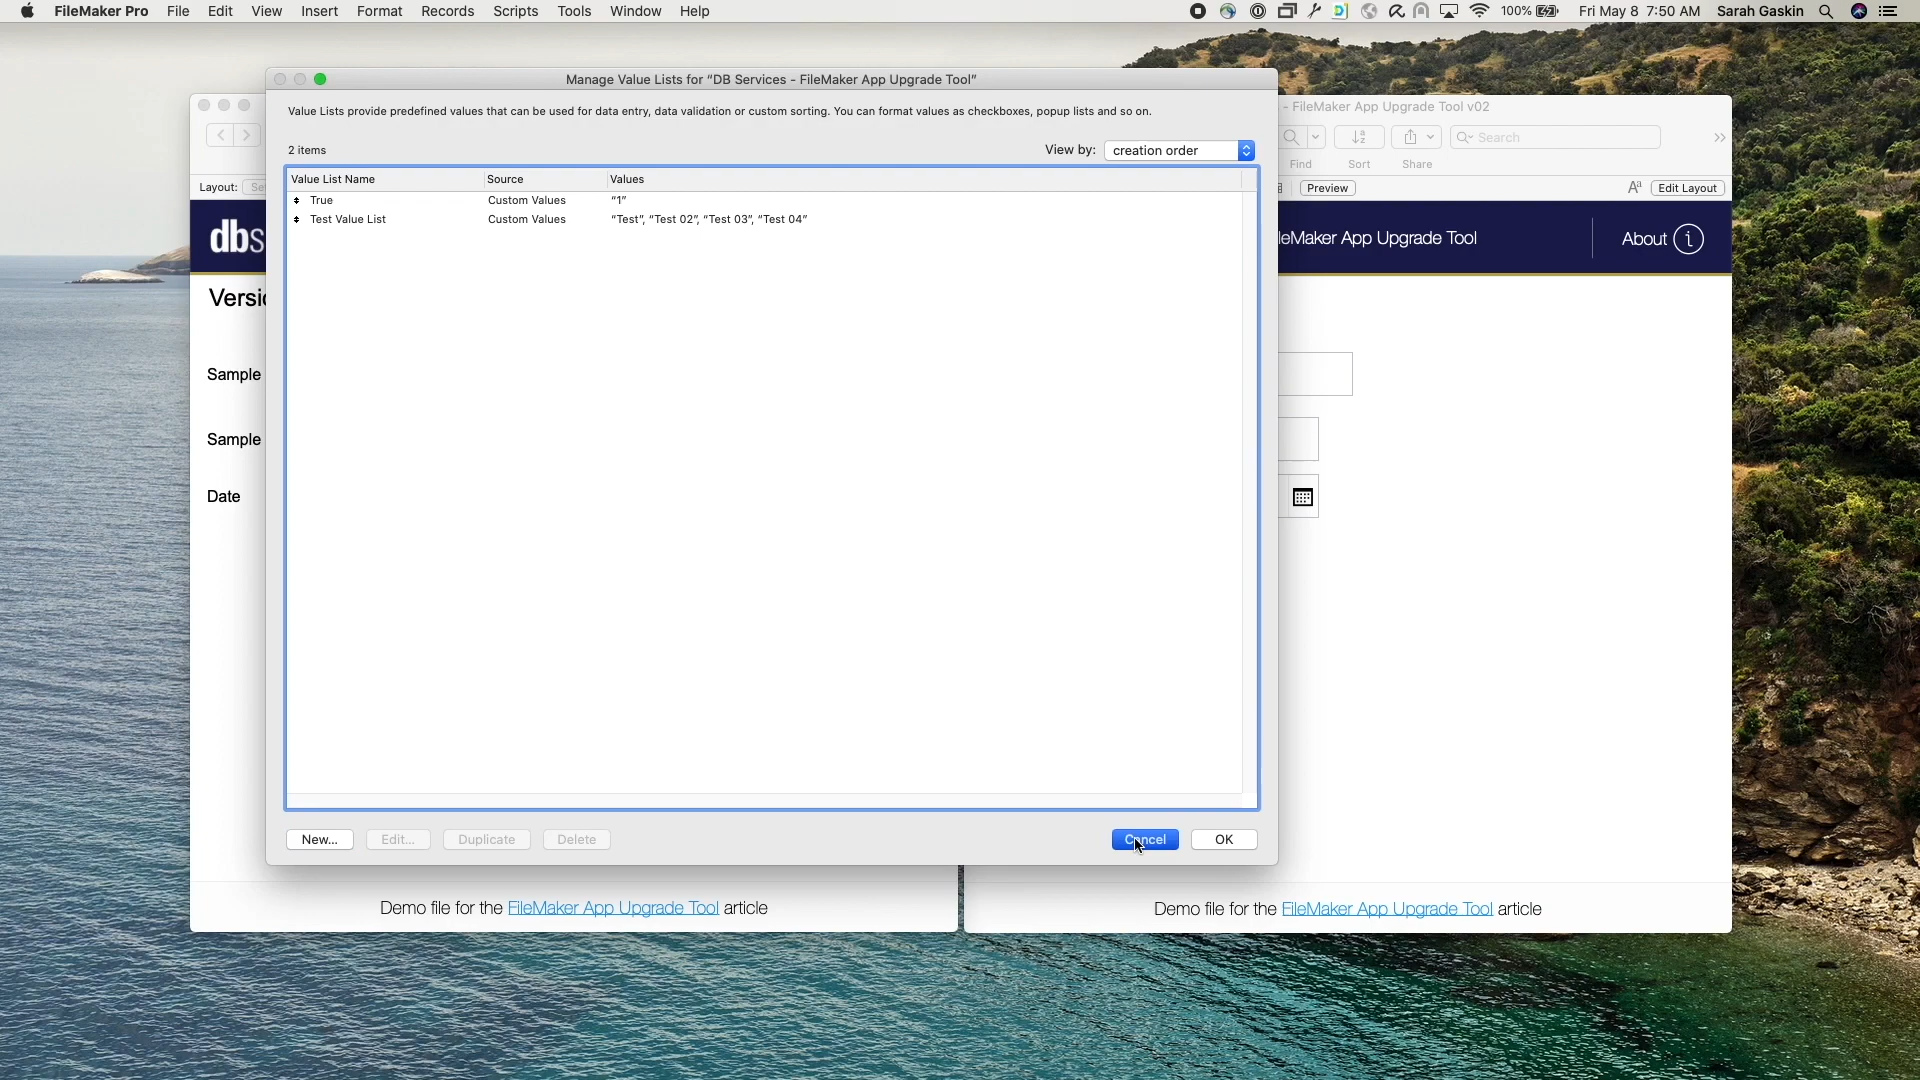 FileMaker Pro File Edit View Insert Format Records Scripts Tools Window Help 100% Fri May 8 7:50 AM Sarah Gaskin
Manage Value Lists for “DB Services - FileMaker App Upgrade Tool”
- FileMaker App Upgrade Tool v02
Value Lists provide predefined values that can be used for data entry, data validation or custom sorting. You can format values as checkboxes, popup lists and so on.
Search
2 items View by: creation order
Find Sort Share
Value List Name Source Values
Layout: Se Preview Aa Edit Layout
True Custom Values “1”
Test Value List Custom Values “Test”, “Test 02”, “Test 03”, “Test 04”
dbs
leMaker App Upgrade Tool About i
Versio
Sample
Sample
Date
New... Edit... Duplicate Delete Cancel OK
Demo file for the FileMaker App Upgrade Tool article
Demo file for the FileMaker App Upgrade Tool article